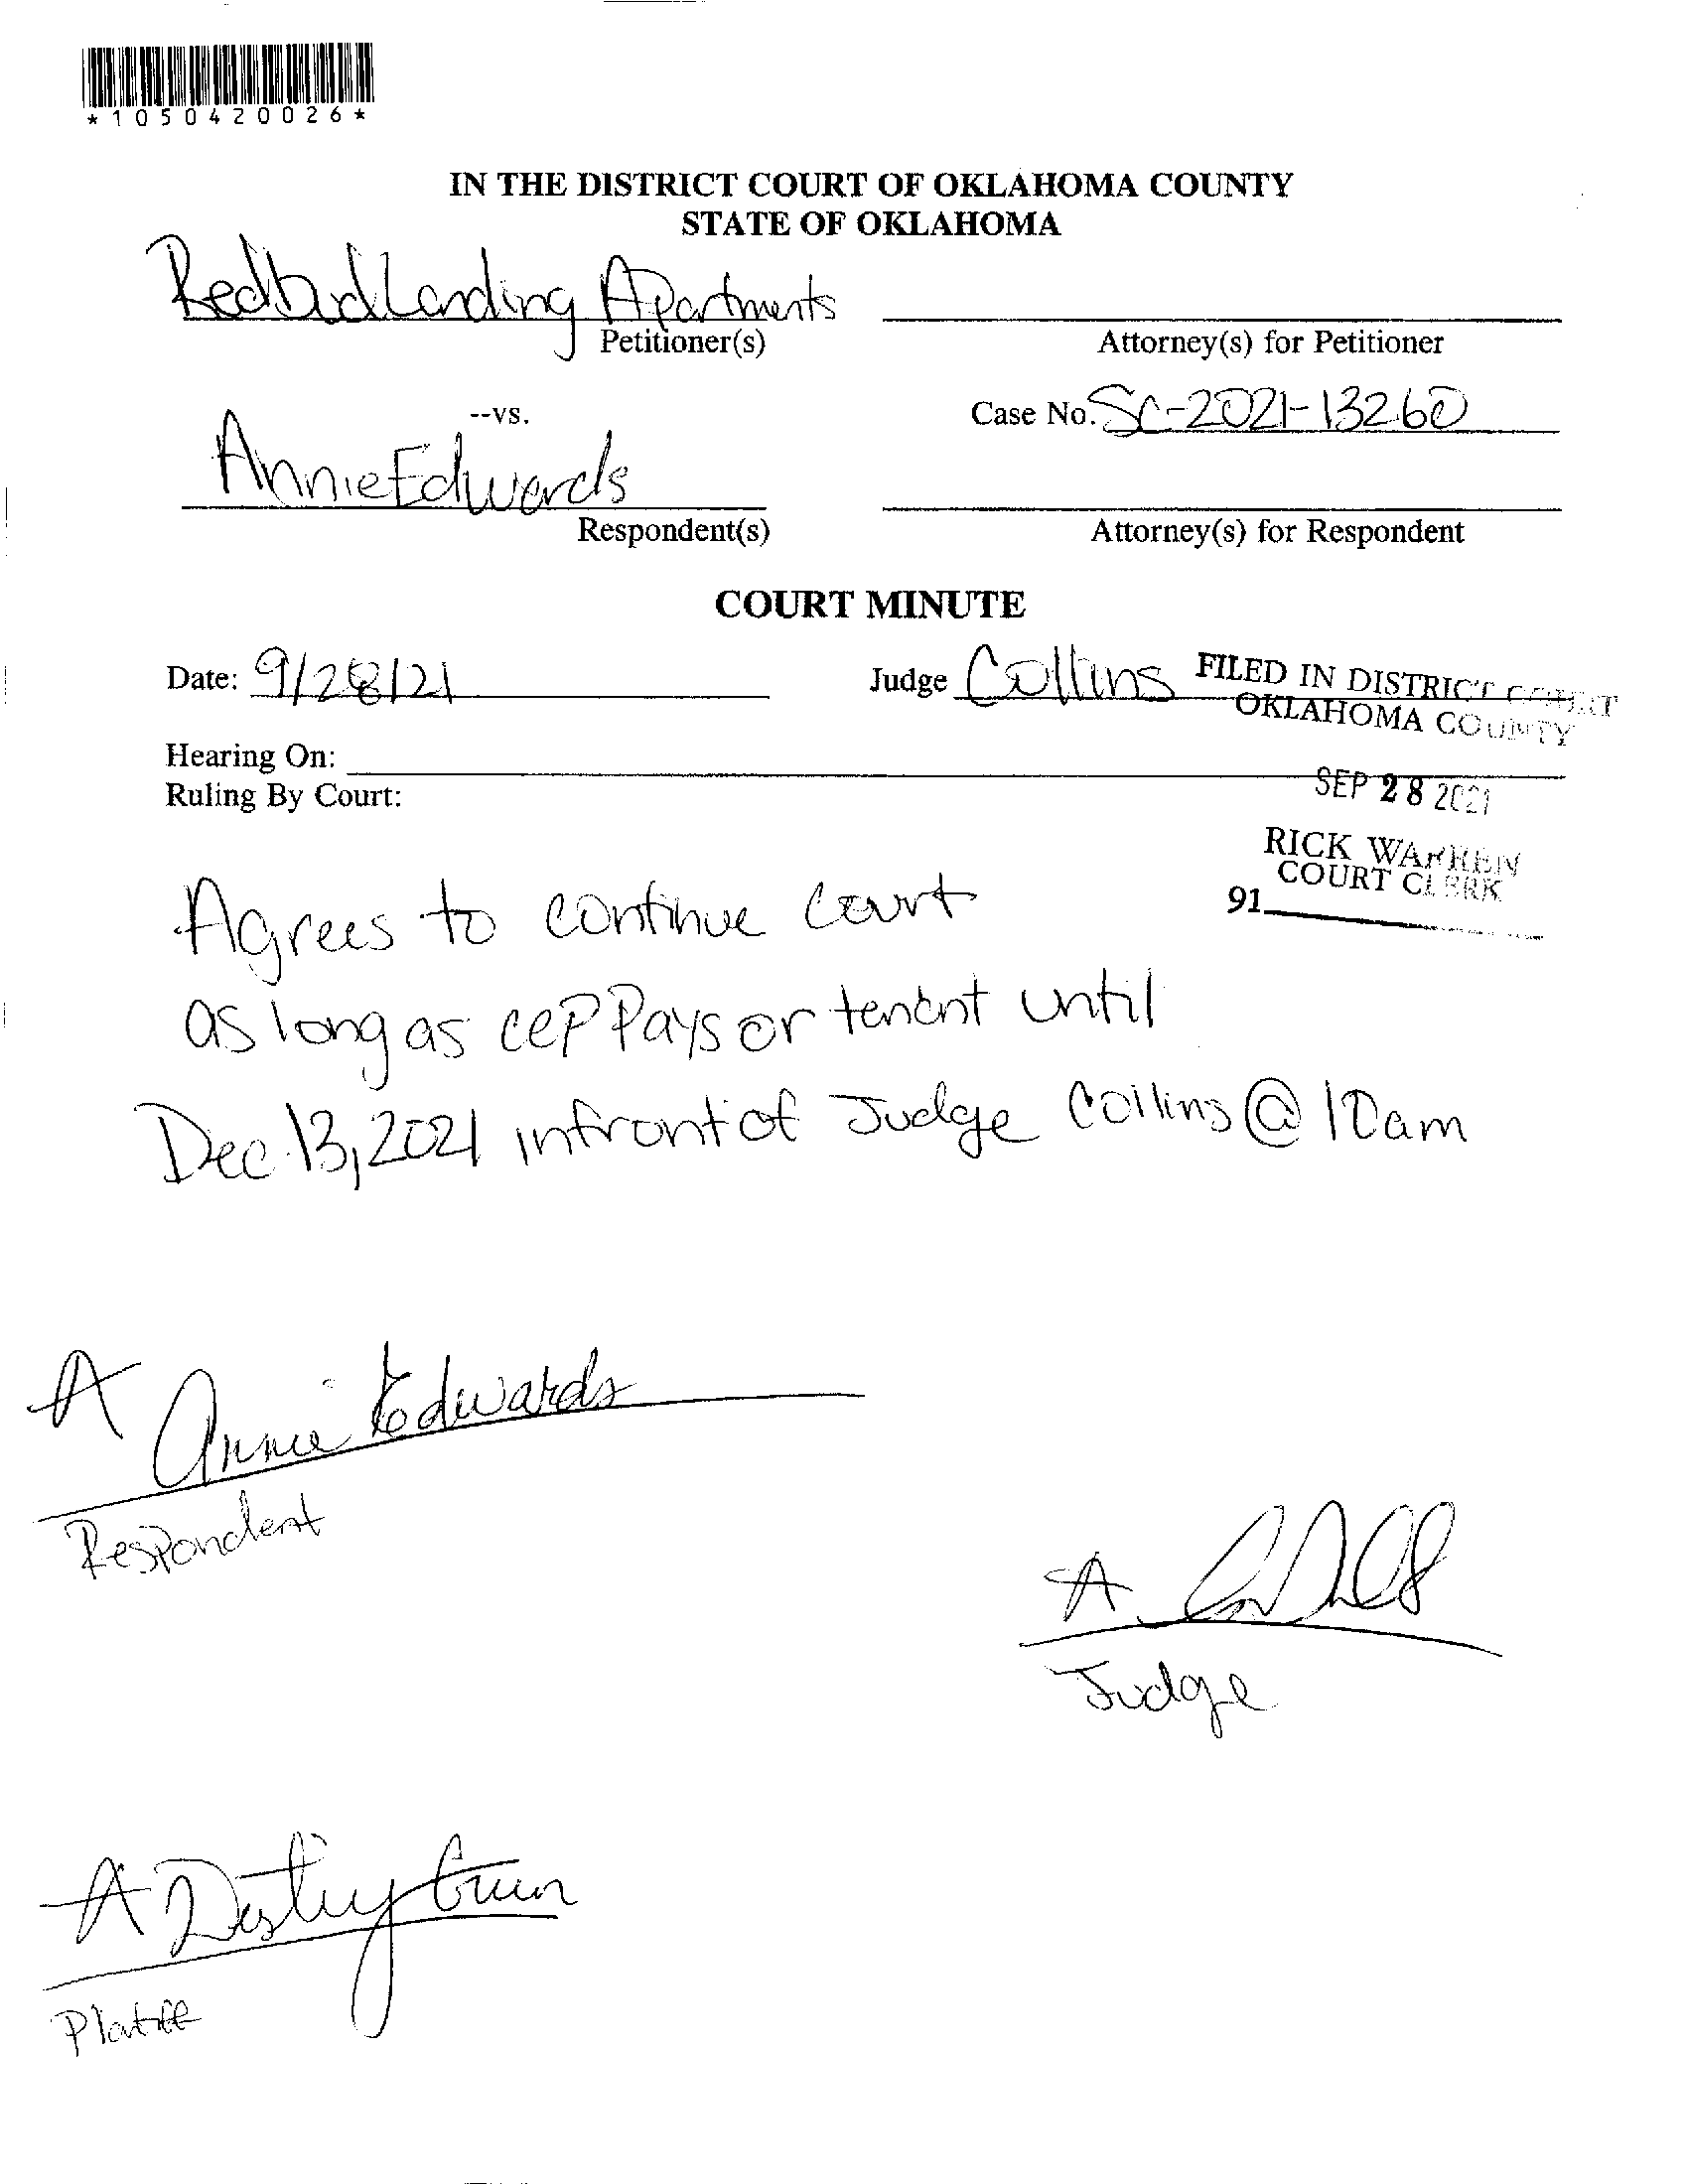 *1050420026*
IN THE DISTRICT COURT OF OKLAHOMA COUNTY
STATE OF OKLAHOMA
Redbud Landing Apartments
Petitioner(s)
Attorney(s) for Petitioner
--vs.
Case No. SC-2021-13260
Annie Edwards
Respondent(s)
Attorney(s) for Respondent
COURT MINUTE
Date: 9/28/21
Judge Collins
FILED IN DISTRICT COURT
OKLAHOMA COUNTY
Hearing On:
SEP 28 2021
Ruling By Court:
RICK WARREN
COURT CLERK
91
Agrees to continue court
as long as cep Pays or tenant until
Dec 13, 2021 infront of Judge Collins @ 10am
A Annie Edwards
Respondent
A
Judge
A Destiny